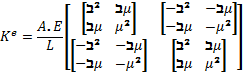 Kᵉ = A.E/L [[ב² בµ] [−ב² −בµ]
[בµ µ²] [−בµ −µ²]
[−ב² −בµ] [ב² בµ]
[−בµ −µ²] [בµ µ²]]